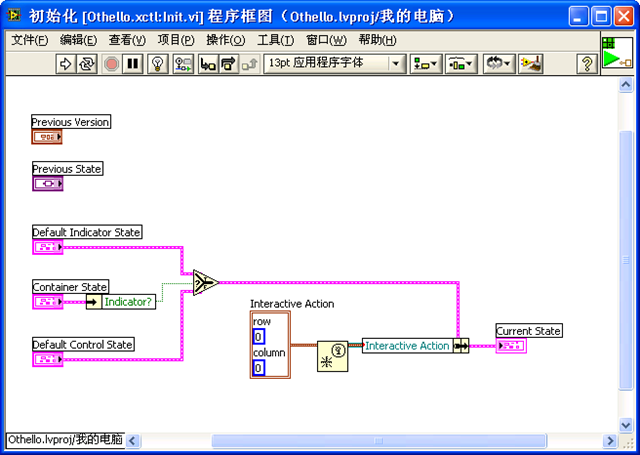 初始化 [Othello.xctl:Init.vi] 程序框图（Othello.lvproj/我的电脑）
文件(F) 编辑(E) 查看(V) 项目(P) 操作(O) 工具(T) 窗口(W) 帮助(H)
13pt 应用程序字体
Previous Version
Previous State
Default Indicator State
Container State
Indicator?
Default Control State
Interactive Action
row
0
column
0
Interactive Action
Current State
Othello.lvproj/我的电脑